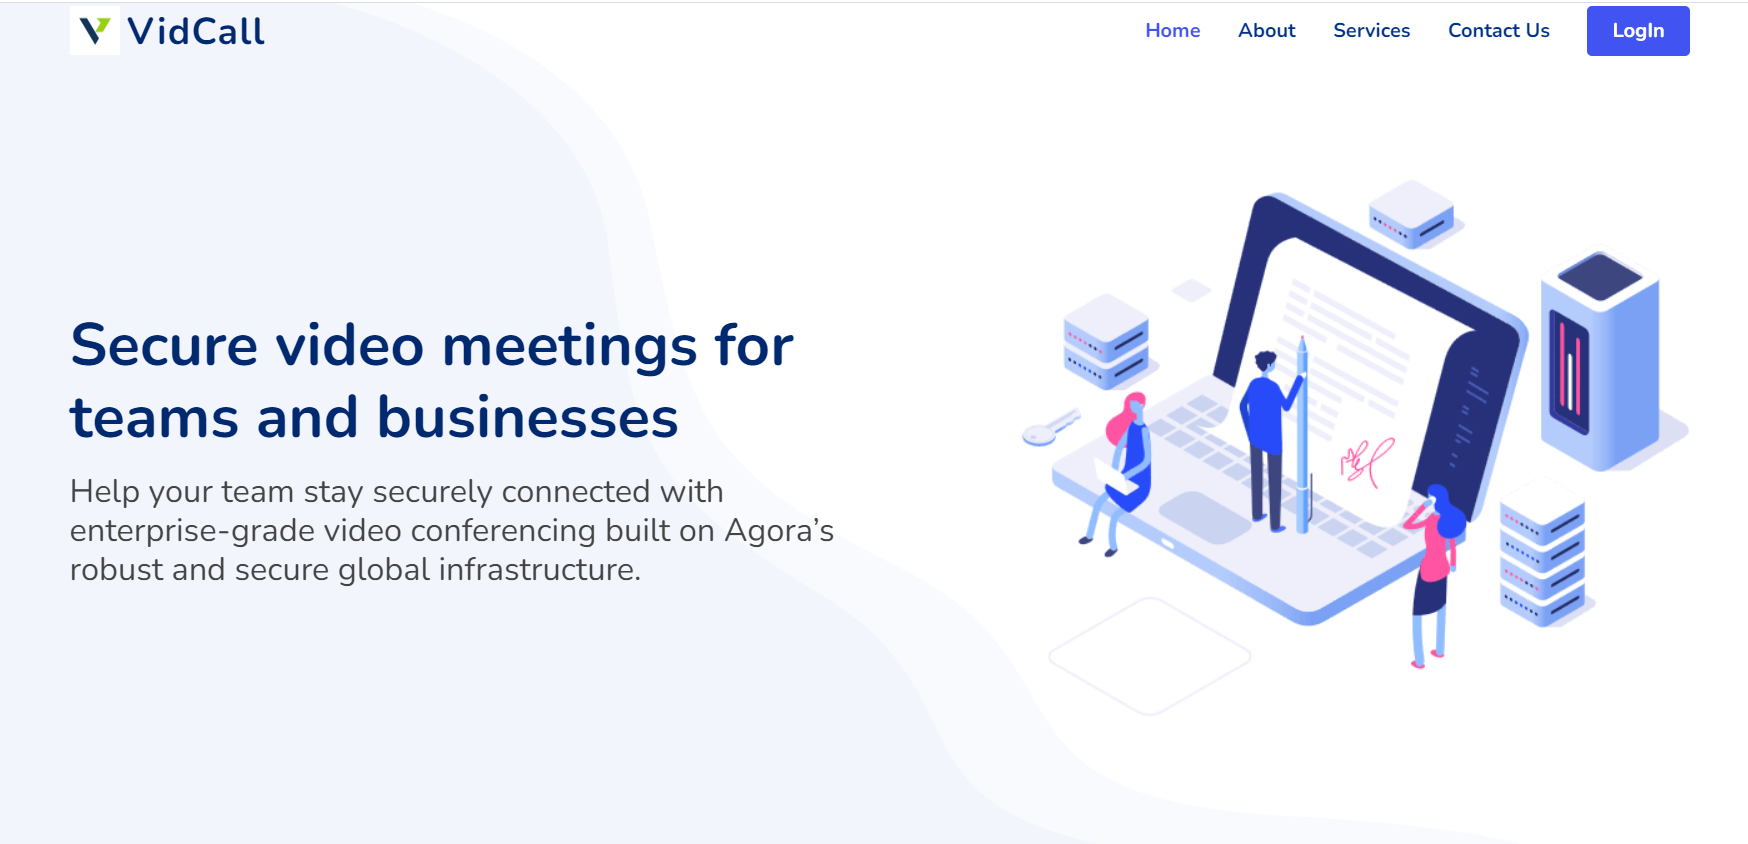 VidCall
Home About Services Contact Us LogIn
Secure video meetings for
teams and businesses
Help your team stay securely connected with
enterprise-grade video conferencing built on Agora’s
robust and secure global infrastructure.